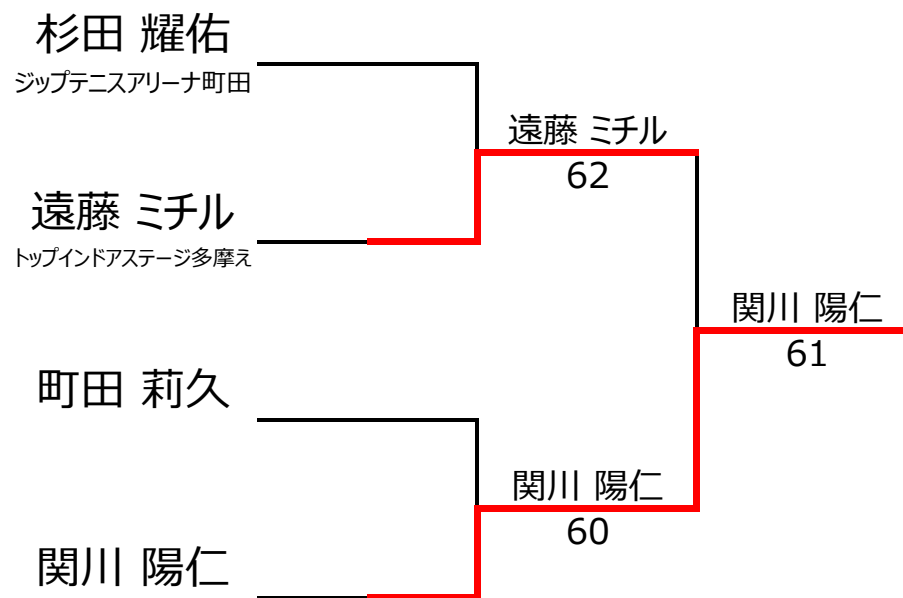 杉田 耀佑
ジップテニスアリーナ町田
遠藤 ミチル
62
遠藤 ミチル
トップインドアステージ多摩え
関川 陽仁
61
町田 莉久
関川 陽仁
60
関川 陽仁